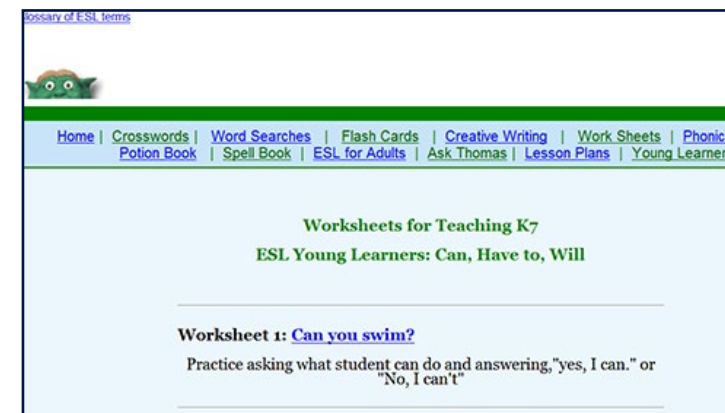 lossary of ESL terms
Home | Crosswords | Word Searches | Flash Cards | Creative Writing | Work Sheets | Phonic
Potion Book | Spell Book | ESL for Adults | Ask Thomas | Lesson Plans | Young Learner
Worksheets for Teaching K7
ESL Young Learners: Can, Have to, Will
Worksheet 1: Can you swim?
Practice asking what student can do and answering,"yes, I can." or
"No, I can't"